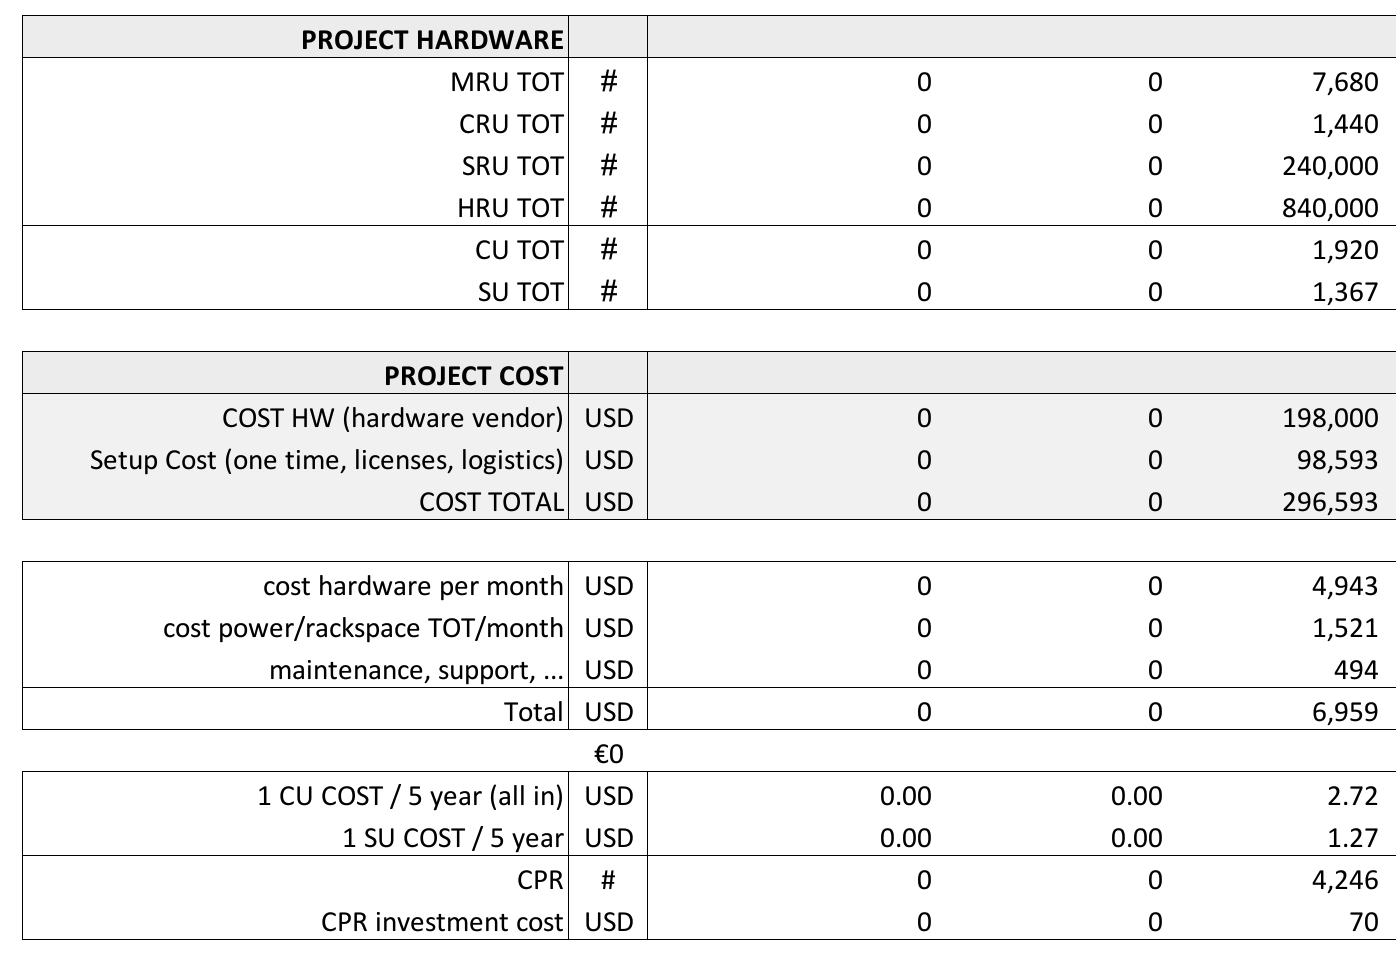 PROJECT HARDWARE
MRU TOT # 0 0 7,680
CRU TOT # 0 0 1,440
SRU TOT # 0 0 240,000
HRU TOT # 0 0 840,000
CU TOT # 0 0 1,920
SU TOT # 0 0 1,367
PROJECT COST
COST HW (hardware vendor) USD 0 0 198,000
Setup Cost (one time, licenses, logistics) USD 0 0 98,593
COST TOTAL USD 0 0 296,593
cost hardware per month USD 0 0 4,943
cost power/rackspace TOT/month USD 0 0 1,521
maintenance, support, ... USD 0 0 494
Total USD 0 0 6,959
€0
1 CU COST / 5 year (all in) USD 0.00 0.00 2.72
1 SU COST / 5 year USD 0.00 0.00 1.27
CPR # 0 0 4,246
CPR investment cost USD 0 0 70